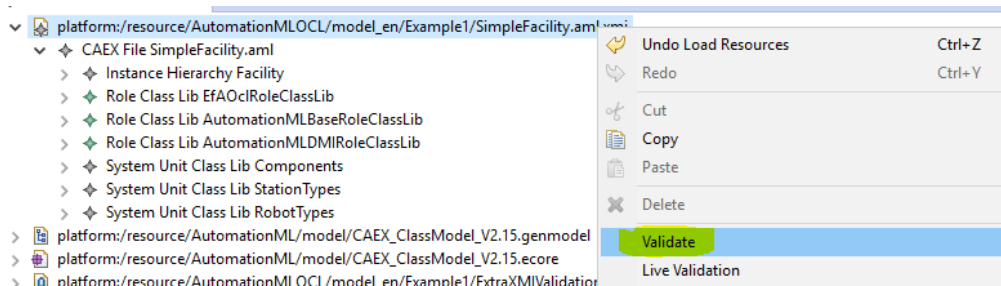 platform:/resource/AutomationMLOCL/model_en/Example1/SimpleFacility.aml.xmi
CAEX File SimpleFacility.aml
Instance Hierarchy Facility
Role Class Lib EfAOclRoleClassLib
Role Class Lib AutomationMLBaseRoleClassLib
Role Class Lib AutomationMLDMIRoleClassLib
System Unit Class Lib Components
System Unit Class Lib StationTypes
System Unit Class Lib RobotTypes
platform:/resource/AutomationML/model/CAEX_ClassModel_V2.15.genmodel
platform:/resource/AutomationML/model/CAEX_ClassModel_V2.15.ecore
platform:/resource/AutomationMLOCL/model_en/Example1/ExtraXMIValidation
Undo Load Resources Ctrl+Z
Redo Ctrl+Y
Cut
Copy
Paste
Delete
Validate
Live Validation